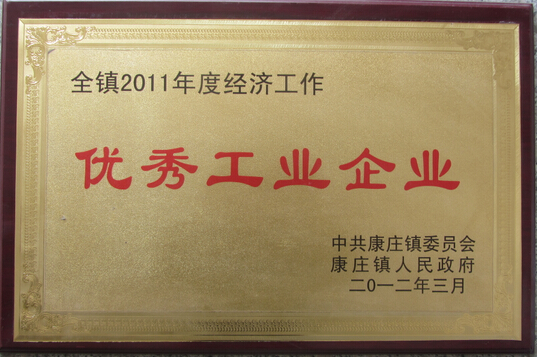 全镇2011年度经济工作
优秀工业企业
中共康庄镇委员会
康庄镇人民政府
二0一二年三月